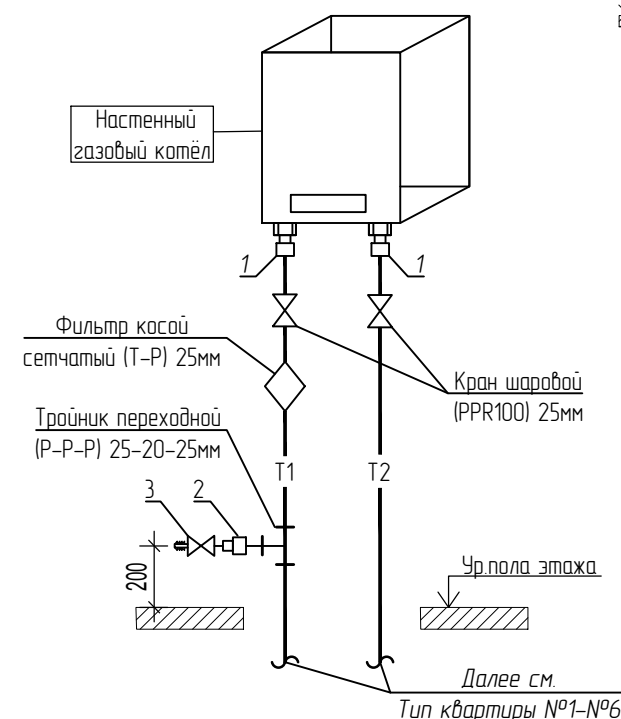 Настенный
газовый котёл
1
1
Фильтр косой
сетчатый (Т-Р) 25мм
Кран шаровой
(PPR100) 25мм
Тройник переходной
(Р-Р-Р) 25-20-25мм
Т1
Т2
3
2
200
Ур.пола этажа
Далее см.
Тип квартиры №1-№6